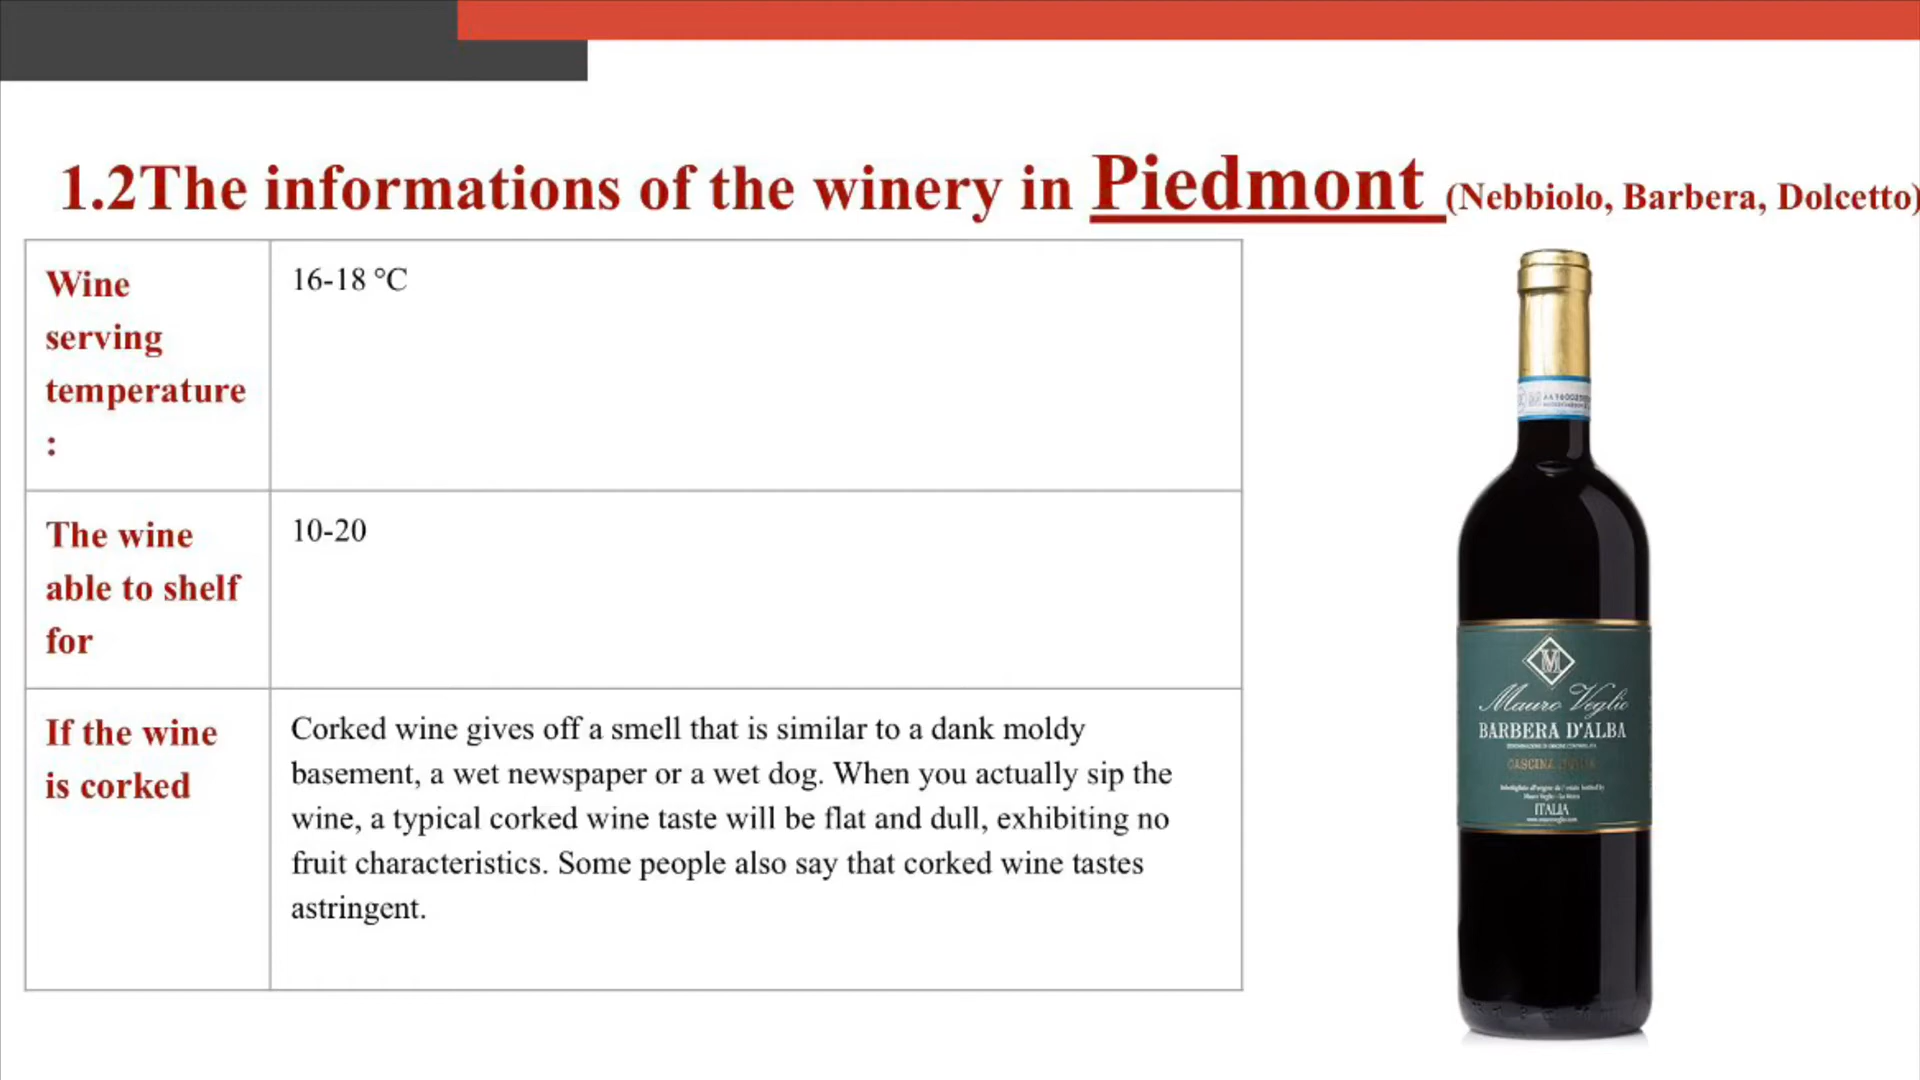 1.2The informations of the winery in Piedmont (Nebbiolo, Barbera, Dolcetto)
Wine
serving
temperature
:
16-18 °C
The wine
able to shelf
for
10-20
If the wine
is corked
Corked wine gives off a smell that is similar to a dank moldy
basement, a wet newspaper or a wet dog. When you actually sip the
wine, a typical corked wine taste will be flat and dull, exhibiting no
fruit characteristics. Some people also say that corked wine tastes
astringent.
Mauro Veglio
BARBERA D'ALBA
CASCINA
ITALIA